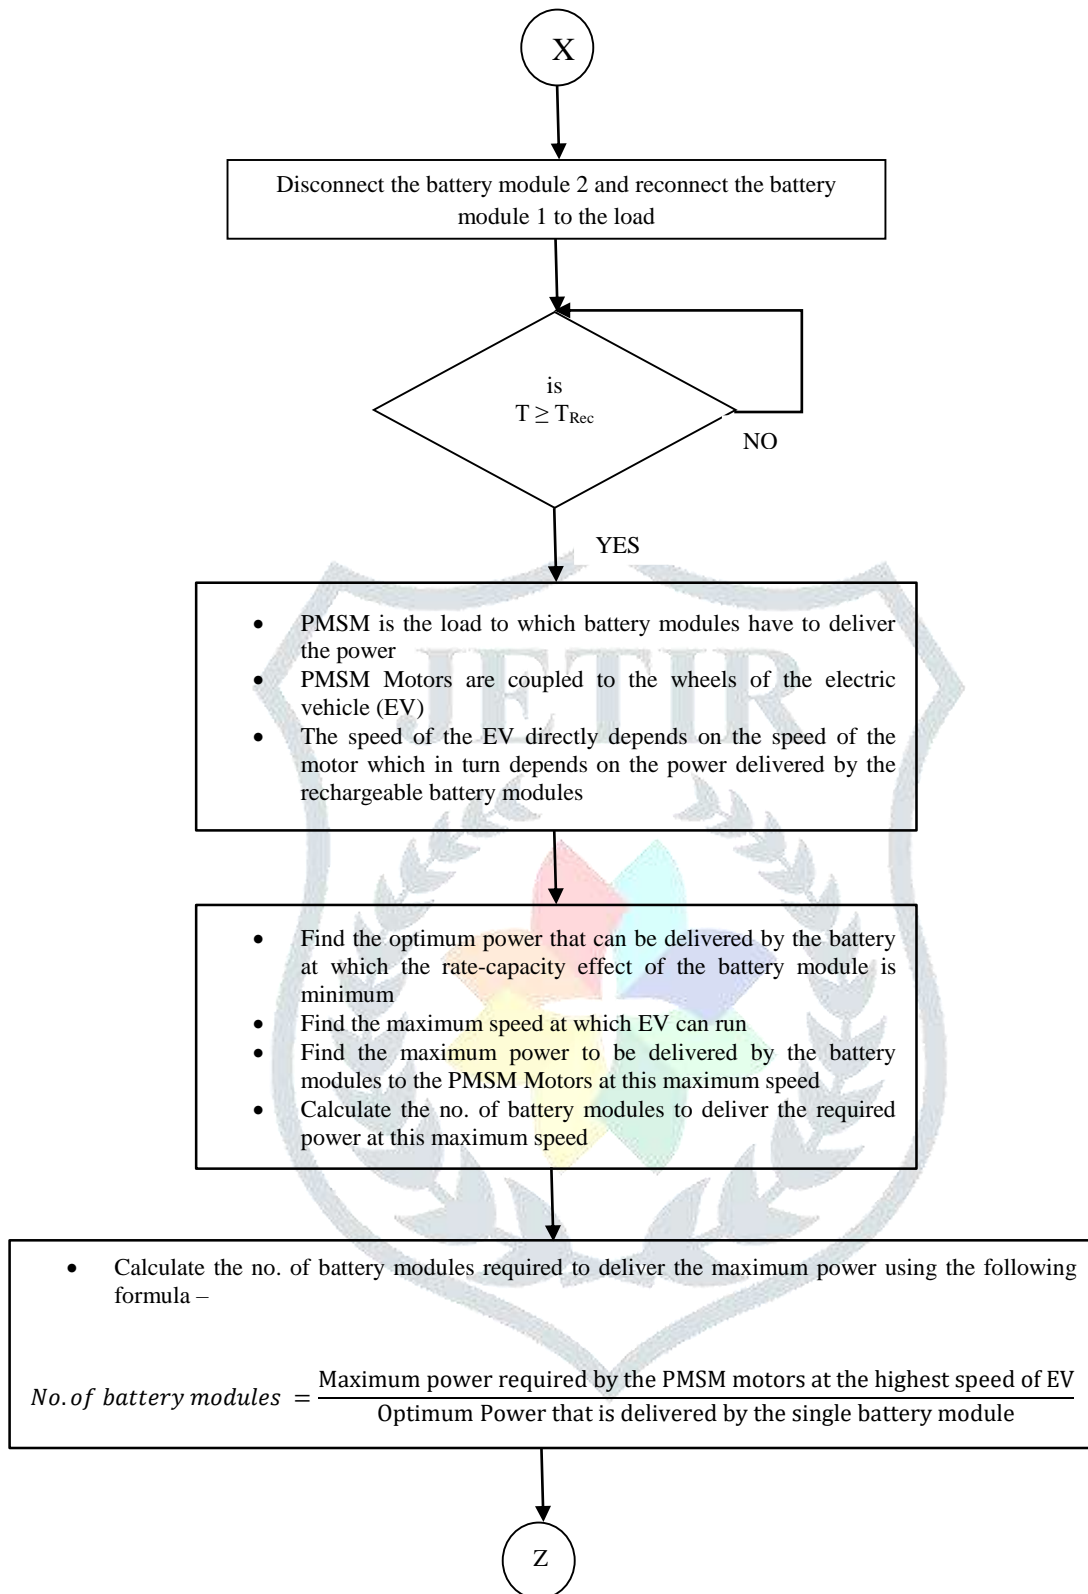 X
Disconnect the battery module 2 and reconnect the battery
module 1 to the load
is
T ≥ TRec
NO
YES
JETIR
• PMSM is the load to which battery modules have to deliver
the power
• PMSM Motors are coupled to the wheels of the electric
vehicle (EV)
• The speed of the EV directly depends on the speed of the
motor which in turn depends on the power delivered by the
rechargeable battery modules
• Find the optimum power that can be delivered by the battery
at which the rate-capacity effect of the battery module is
minimum
• Find the maximum speed at which EV can run
• Find the maximum power to be delivered by the battery
modules to the PMSM Motors at this maximum speed
• Calculate the no. of battery modules to deliver the required
power at this maximum speed
• Calculate the no. of battery modules required to deliver the maximum power using the following
formula –
Maximum power required by the PMSM motors at the highest speed of EV
No. of battery modules =
Optimum Power that is delivered by the single battery module
Z